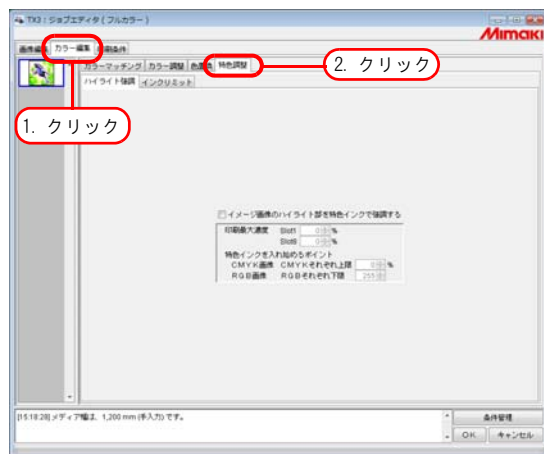 TX3 : ジョブエディタ ( フルカラー )
Mimaki
画像編集 カラー編集 印刷条件
カラーマッチング カラー調整 色置換 特色調整
2. クリック
ハイライト強調 インクリミット
1. クリック
イメージ画像のハイライト部を特色インクで強調する
印刷最大濃度 Slot1 0 %
0 %
特色インクを入れ始めるポイント
CMYK画像 CMYKそれぞれ上限 0 %
RGB画像 RGBそれぞれ下限 255
[15:18:28] メディア幅は、1,200 mm (手入力) です。
条件管理
OK キャンセル